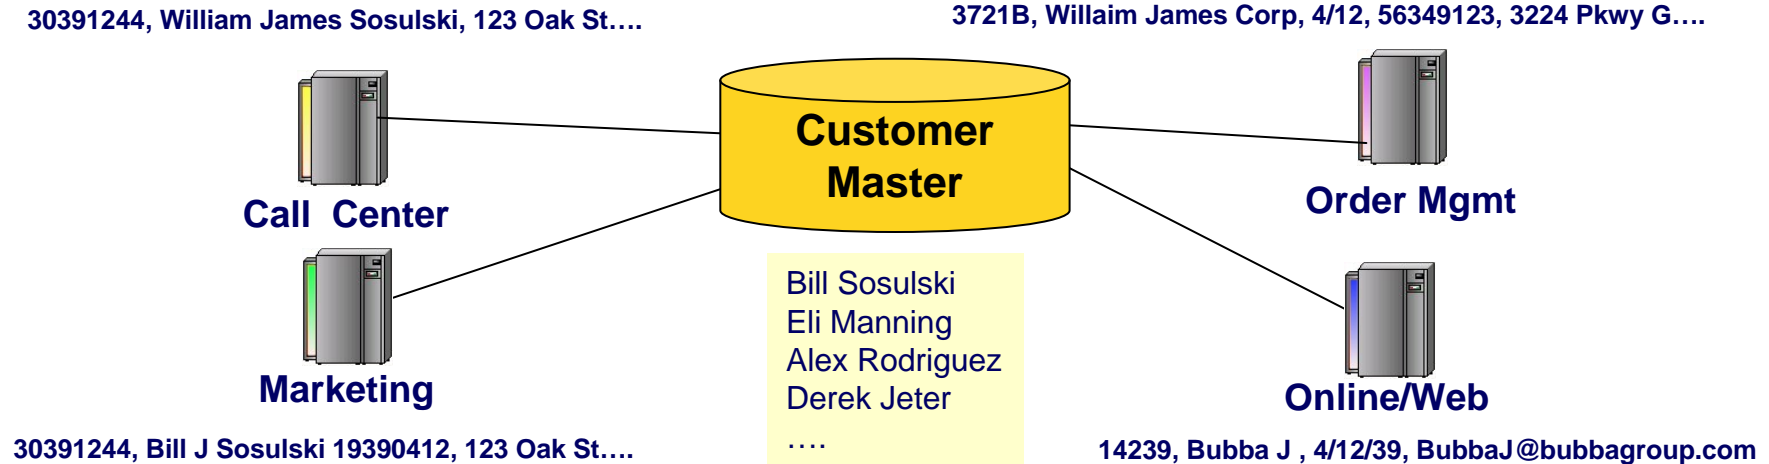 30391244, William James Sosulski, 123 Oak St….
3721B, Willaim James Corp, 4/12, 56349123, 3224 Pkwy G….
Customer
Master
Call Center
Order Mgmt
Bill Sosulski
Eli Manning
Alex Rodriguez
Derek Jeter
….
Marketing
Online/Web
30391244, Bill J Sosulski 19390412, 123 Oak St….
14239, Bubba J , 4/12/39, BubbaJ@bubbagroup.com